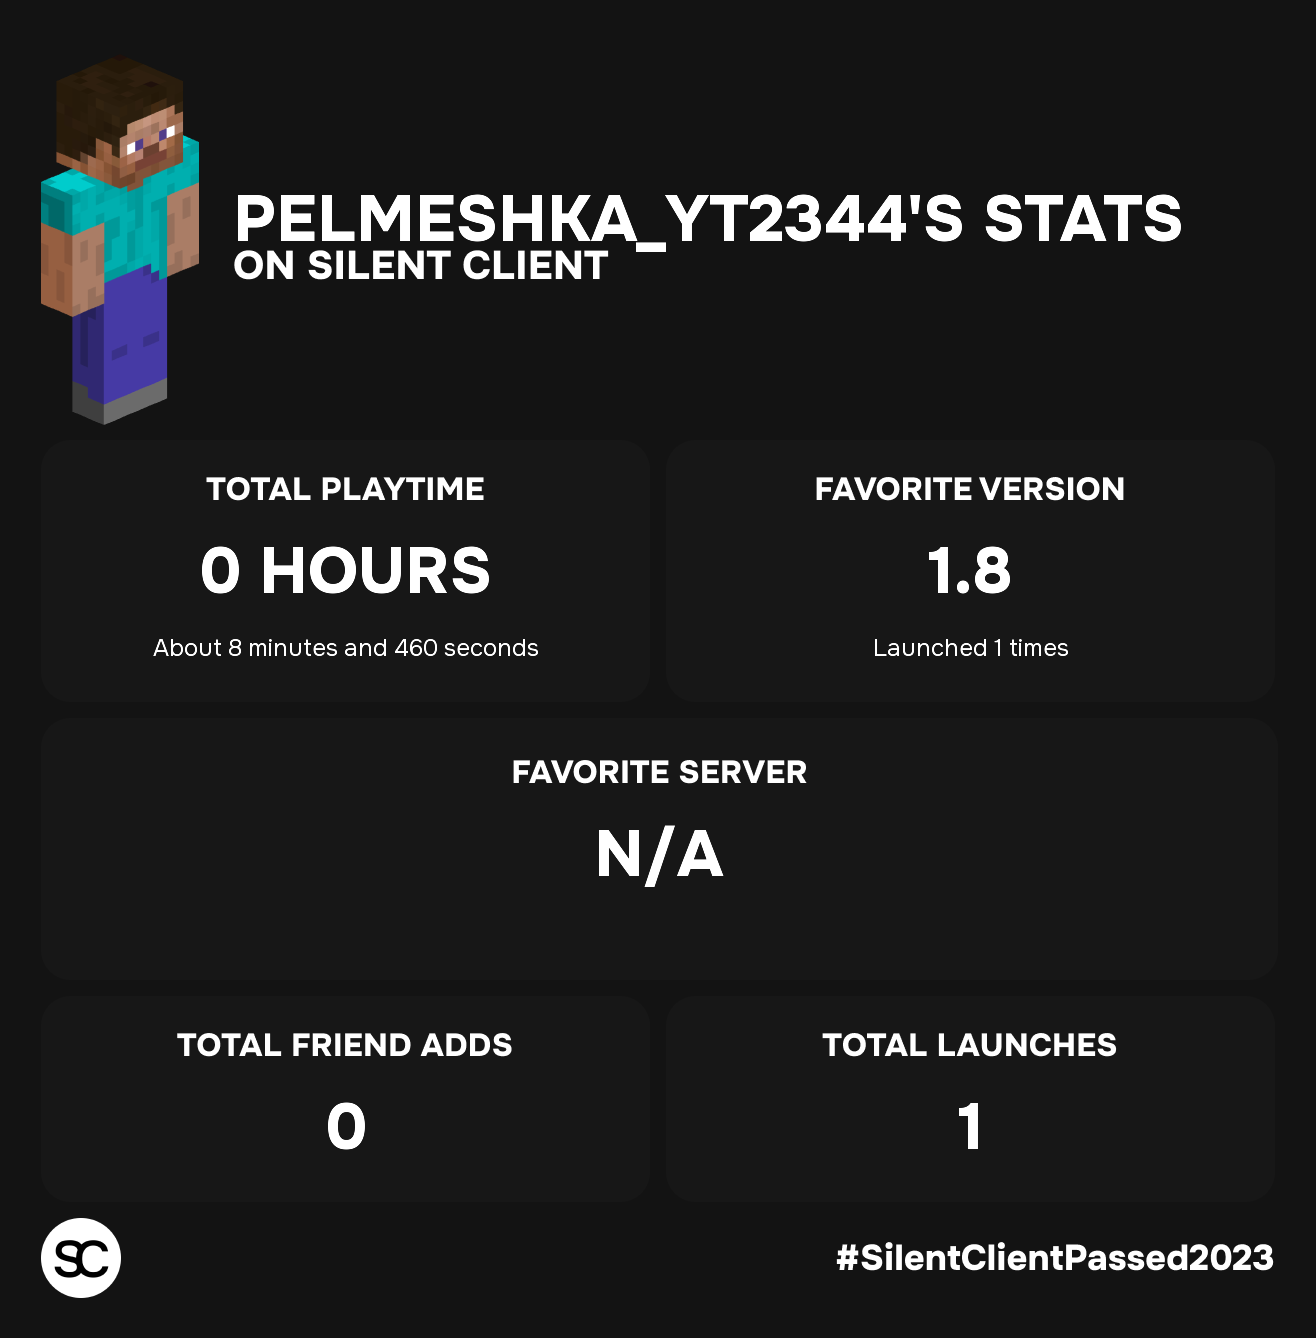 PELMESHKA_YT2344'S STATS
ON SILENT CLIENT
TOTAL PLAYTIME
0 HOURS
About 8 minutes and 460 seconds
FAVORITE VERSION
1.8
Launched 1 times
FAVORITE SERVER
N/A
TOTAL FRIEND ADDS
0
TOTAL LAUNCHES
1
SC
#SilentClientPassed2023